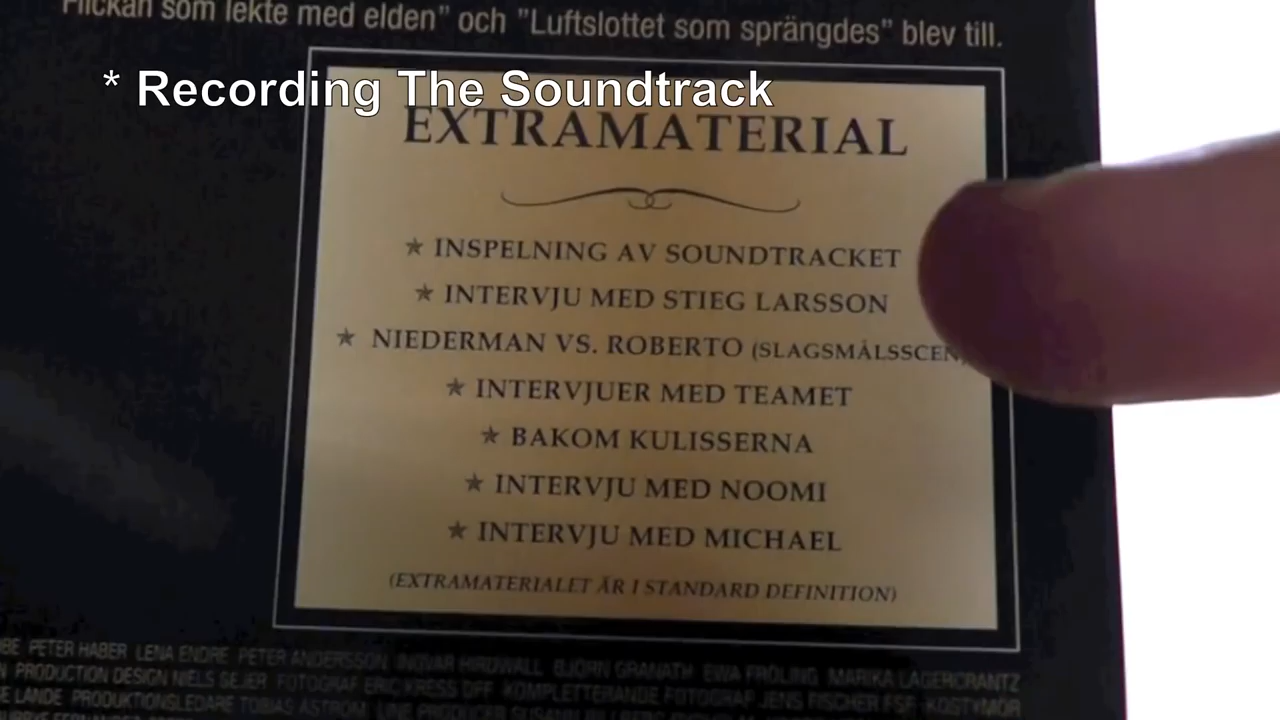 Flickan som lekte med elden" och "Luftslottet som sprängdes" blev till.
* Recording The Soundtrack
EXTRAMATERIAL
★ INSPELNING AV SOUNDTRACKET
★ INTERVJU MED STIEG LARSSON
★ NIEDERMAN VS. ROBERTO (SLAGSMÅLSSCEN
★ INTERVJUER MED TEAMET
★ BAKOM KULISSERNA
★ INTERVJU MED NOOMI
★ INTERVJU MED MICHAEL
(EXTRAMATERIALET ÄR I STANDARD DEFINITION)
PETER HABER LENA ENDRE PETER ANDERSSON INGVAR HIRDWALL BJÖRN GRANATH EWA FRÖLING MARIKA LAGERCRANTZ
PRODUCTION DESIGN NIELS SEJER FOTOGRAF ERIC KRESS DFF KOMPLETTERANDE FOTOGRAF JENS FISCHER FSF KOSTYMÖR
LANDE PRODUKTIONSLEDARE TOBIAS ÅSTRÖM LINE PRODUCER